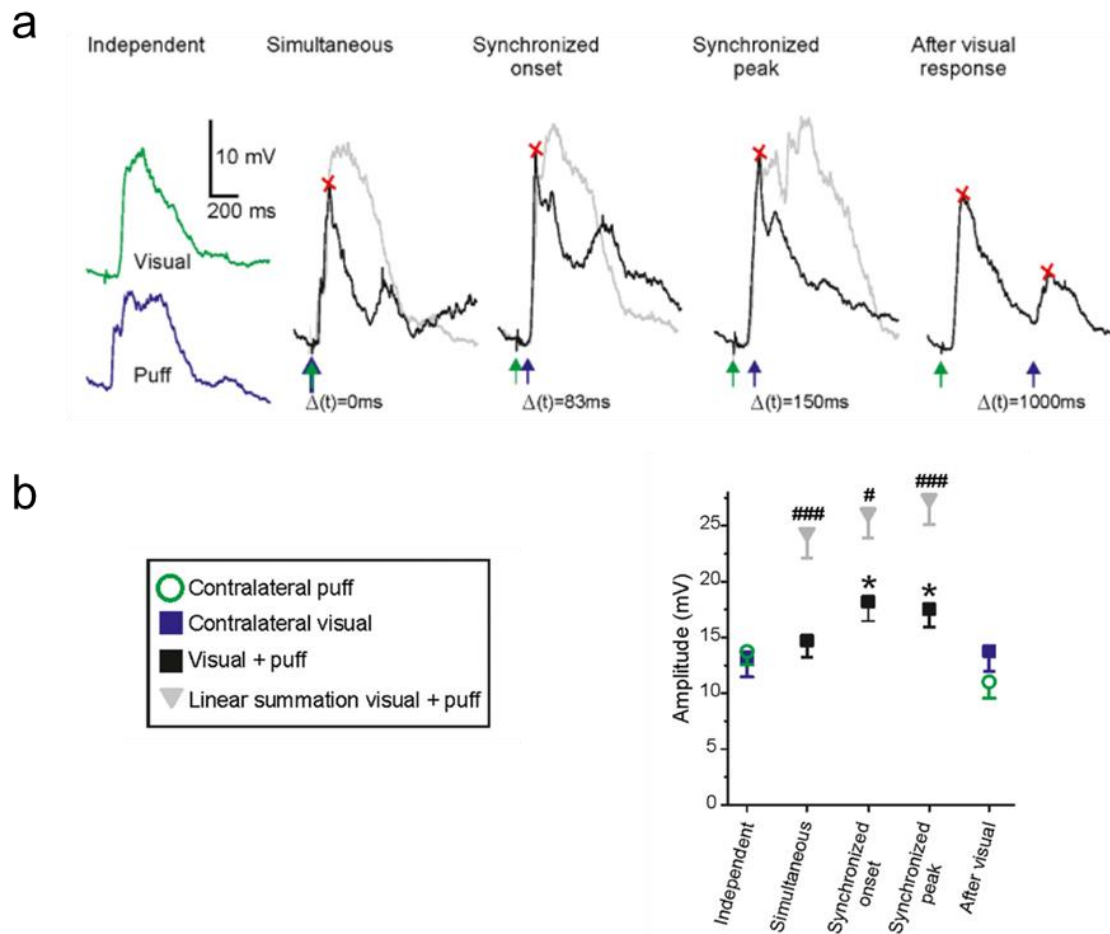 a
Independent
Simultaneous
Synchronized
onset
Synchronized
peak
After visual
response
10 mV
200 ms
Visual
Puff
Δ(t)=0ms
Δ(t)=83ms
Δ(t)=150ms
Δ(t)=1000ms
b
Contralateral puff
Contralateral visual
Visual + puff
Linear summation visual + puff
Amplitude (mV)
25
20
15
10
5
0
###
#
###
*
*
Independent
Simultaneous
Synchronized
onset
Synchronized
peak
After visual